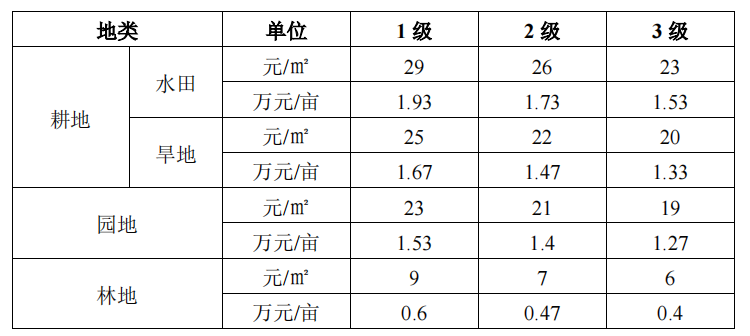 地类 单位 1级 2级 3级
耕地 水田 元/㎡ 29 26 23
万元/亩 1.93 1.73 1.53
旱地 元/㎡ 25 22 20
万元/亩 1.67 1.47 1.33
园地 元/㎡ 23 21 19
万元/亩 1.53 1.4 1.27
林地 元/㎡ 9 7 6
万元/亩 0.6 0.47 0.4